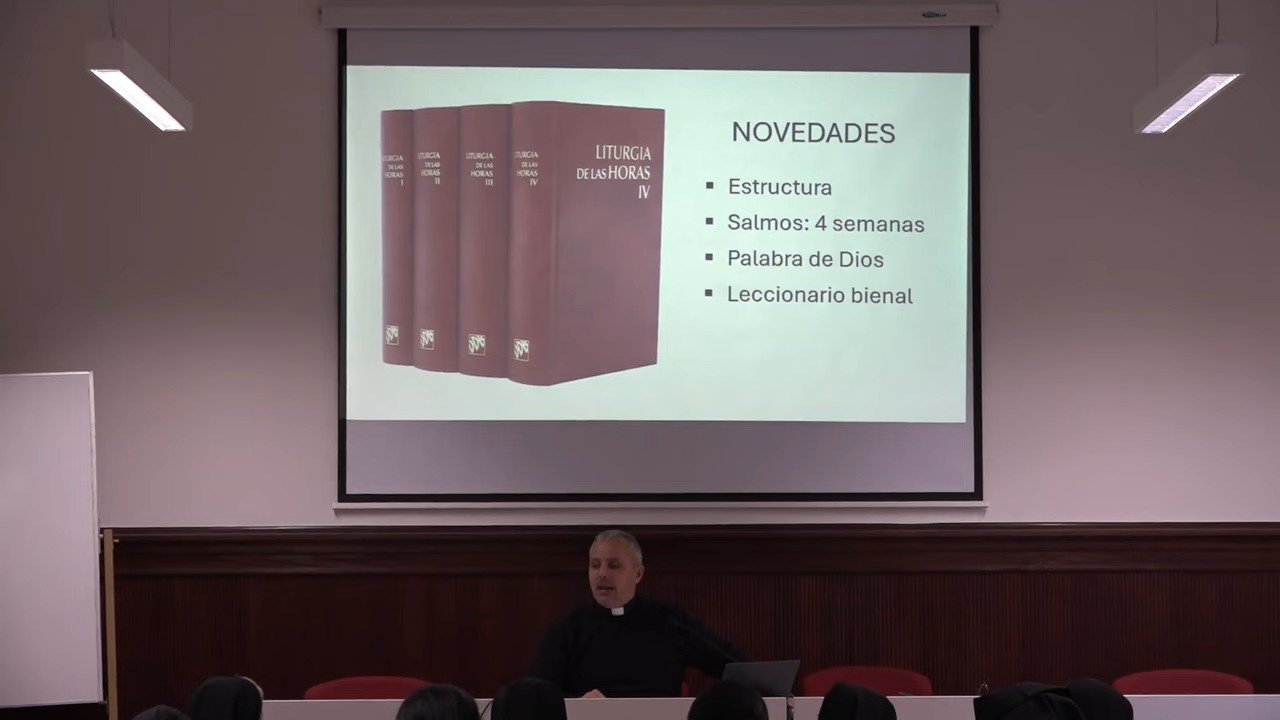 LITURGIA
DE LAS
HORAS
I
LITURGIA
DE LAS
HORAS
II
LITURGIA
DE LAS
HORAS
III
LITURGIA
DE LAS
HORAS
IV
LITURGIA
DE LAS HORAS
IV
NOVEDADES
▪ Estructura
▪ Salmos: 4 semanas
▪ Palabra de Dios
▪ Leccionario bienal